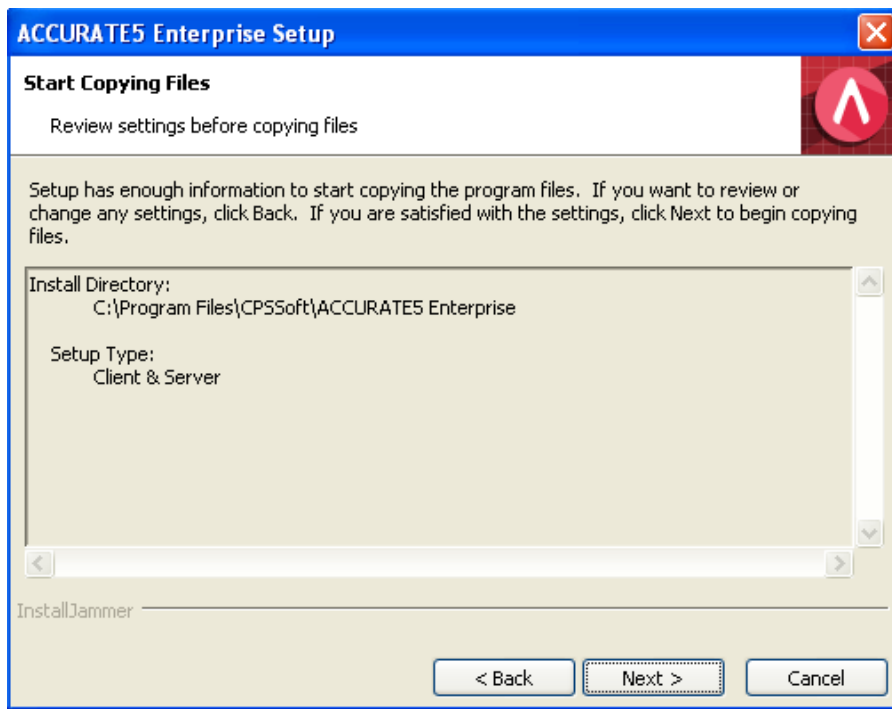 ACCURATE5 Enterprise Setup
Start Copying Files
Review settings before copying files
Setup has enough information to start copying the program files.  If you want to review or
change any settings, click Back.  If you are satisfied with the settings, click Next to begin copying
files.
Install Directory:
C:\Program Files\CPSSoft\ACCURATE5 Enterprise
Setup Type:
Client & Server
InstallJammer
< Back
Next >
Cancel